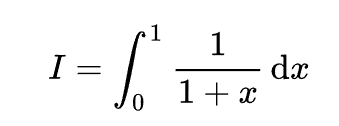 I = ∫₀¹ 1/(1 + x) dx